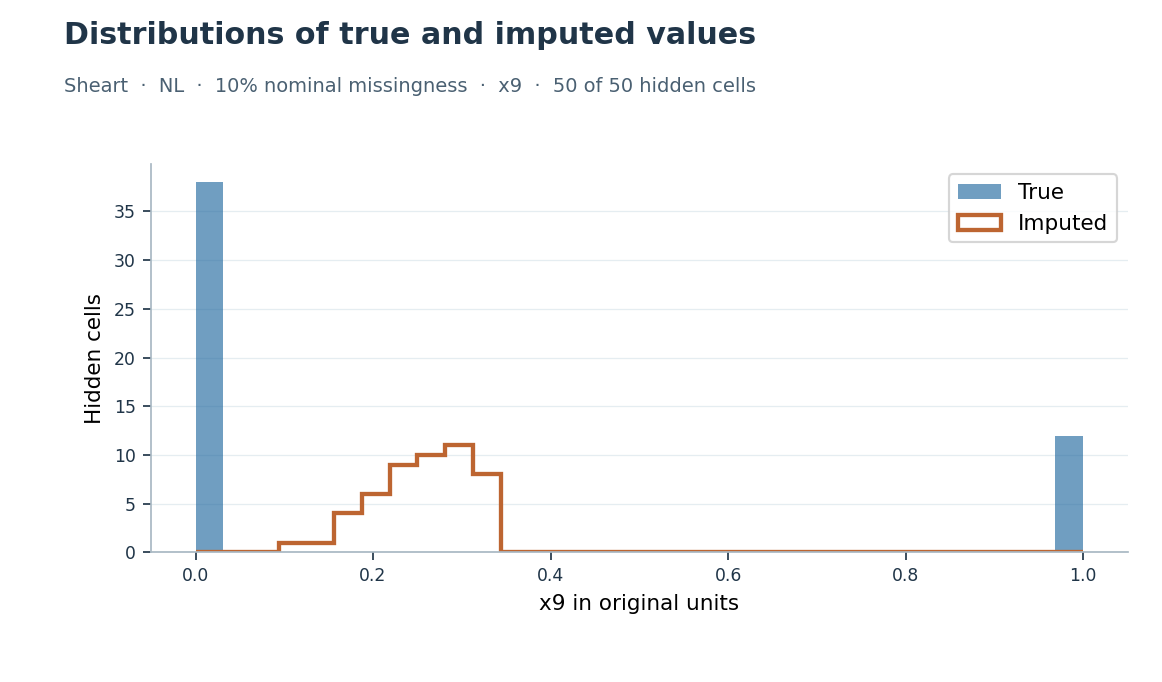 Distributions of true and imputed values
Sheart · NL · 10% nominal missingness · x9 · 50 of 50 hidden cells
True
Imputed
Hidden cells
35
30
25
20
15
10
5
0
0.0 0.2 0.4 0.6 0.8 1.0
x9 in original units